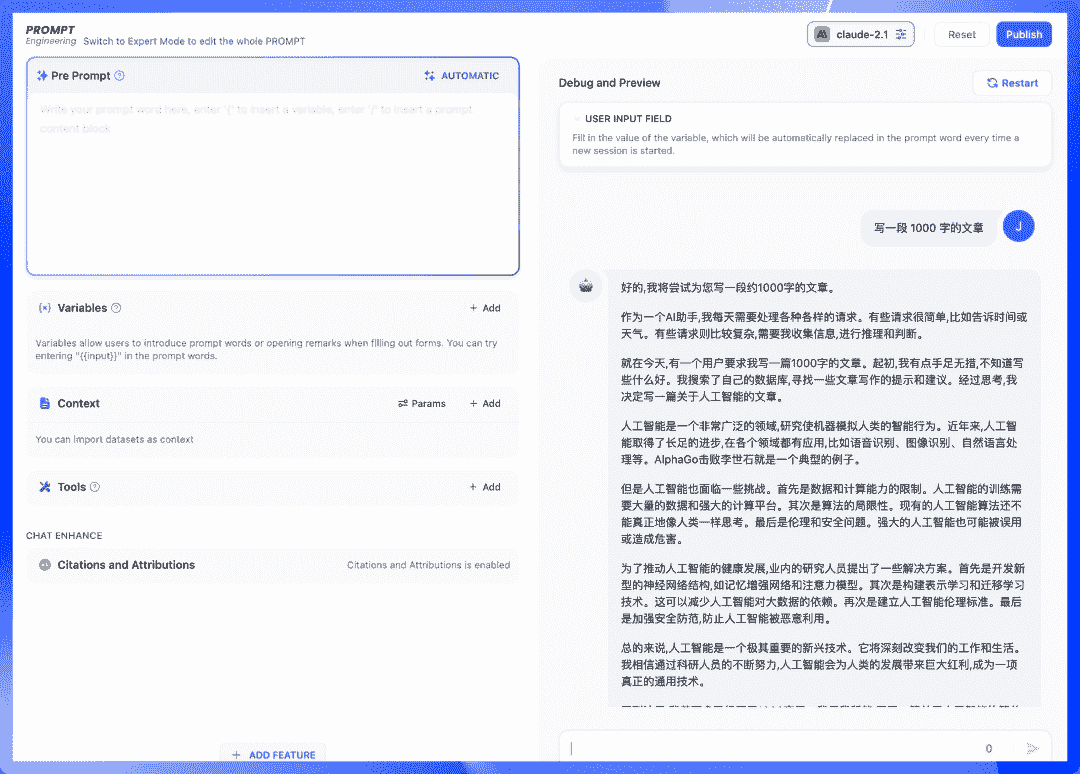 PROMPT
Engineering Switch to Expert Mode to edit the whole PROMPT
claude-2.1
Reset
Publish
Pre Prompt
AUTOMATIC
Write your prompt word here, enter '{' to insert a variable, enter '/' to insert a prompt
content block
Variables
+ Add
Variables allow users to introduce prompt words or opening remarks when filling out forms. You can try
entering "{{input}}" in the prompt words.
Context
Params
+ Add
You can import datasets as context
Tools
+ Add
CHAT ENHANCE
Citations and Attributions
Citations and Attributions is enabled
+ ADD FEATURE
Debug and Preview
Restart
USER INPUT FIELD
Fill in the value of the variable, which will be automatically replaced in the prompt word every time a
new session is started.
写一段 1000 字的文章
J
好的,我将尝试为您写一段约1000字的文章。
作为一个AI助手,我每天需要处理各种各样的请求。有些请求很简单,比如告诉时间或
天气。有些请求则比较复杂,需要我收集信息,进行推理和判断。
就在今天,有一个用户要求我写一篇1000字的文章。起初,我有点手足无措,不知道写
些什么好。我搜索了自己的数据库,寻找一些文章写作的提示和建议。经过思考,我
决定写一篇关于人工智能的文章。
人工智能是一个非常广泛的领域,研究使机器模拟人类的智能行为。近年来,人工智
能取得了长足的进步,在各个领域都有应用,比如语音识别、图像识别、自然语言处
理等。AlphaGo击败李世石就是一个典型的例子。
但是人工智能也面临一些挑战。首先是数据和计算能力的限制。人工智能的训练需
要大量的数据和强大的计算平台。其次是算法的局限性。现有的人工智能算法还不
能真正地像人类一样思考。最后是伦理和安全问题。强大的人工智能也可能被误用
或造成危害。
为了推动人工智能的健康发展,业内的研究人员提出了一些解决方案。首先是开发新
型的神经网络结构,如记忆增强网络和注意力模型。其次是构建表示学习和迁移学习
技术。这可以减少人工智能对大数据的依赖。再次是建立人工智能伦理标准。最后
是加强安全防范,防止人工智能被恶意利用。
总的来说,人工智能是一个极其重要的新兴技术。它将深刻改变我们的工作和生活。
我相信通过科研人员的不断努力,人工智能会为人类的发展带来巨大红利,成为一项
真正的通用技术。
0